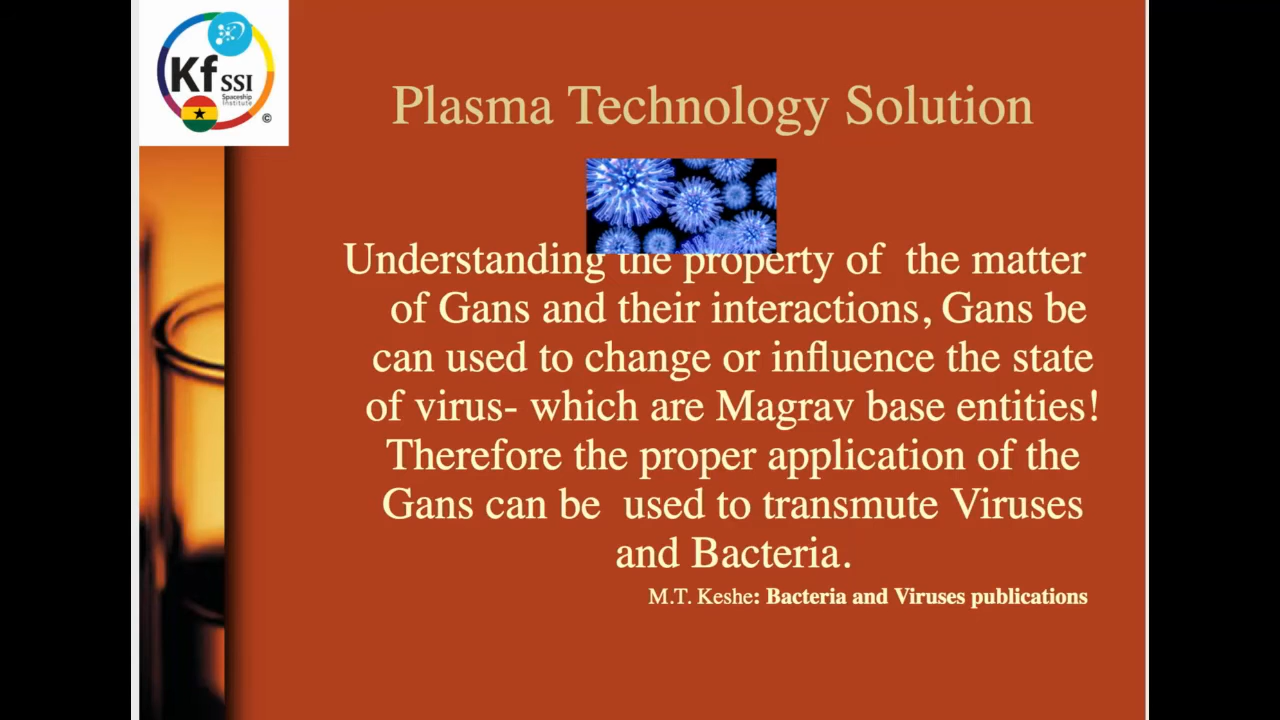 Kf SSI
Spaceship
Institute
©
Plasma Technology Solution
Understanding the property of the matter
of Gans and their interactions, Gans be
can used to change or influence the state
of virus- which are Magrav base entities!
Therefore the proper application of the
Gans can be used to transmute Viruses
and Bacteria.
M.T. Keshe: Bacteria and Viruses publications